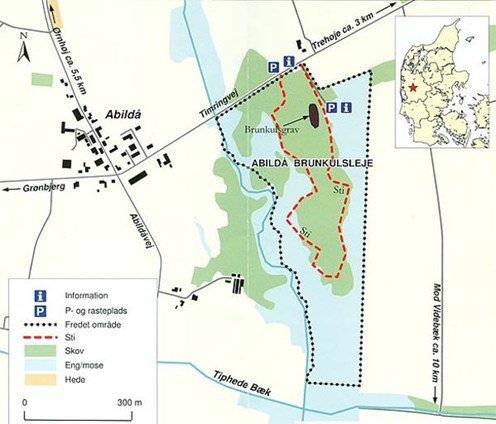 Ørnhøj ca. 5,5 km
N
Trehøje ca. 3 km
P i
Timringvej
Abildå
P i
Brunkulsgrav
ABILDÅ BRUNKULSLEJE
Grønbjerg
Sti
Abildåvej
Sti
i Information
P P- og rasteplads
Fredet område
Sti
Skov
Eng/mose
Hede
0 300 m
Mod Videbæk ca. 10 km
Tiphede Bæk